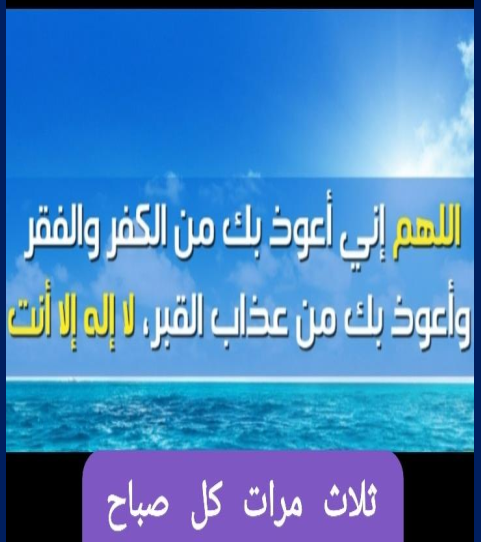 اللهم إني أعوذ بك من الكفر والفقر
وأعوذ بك من عذاب القبر، لا إله إلا أنت
ثلاث مرات كل صباح